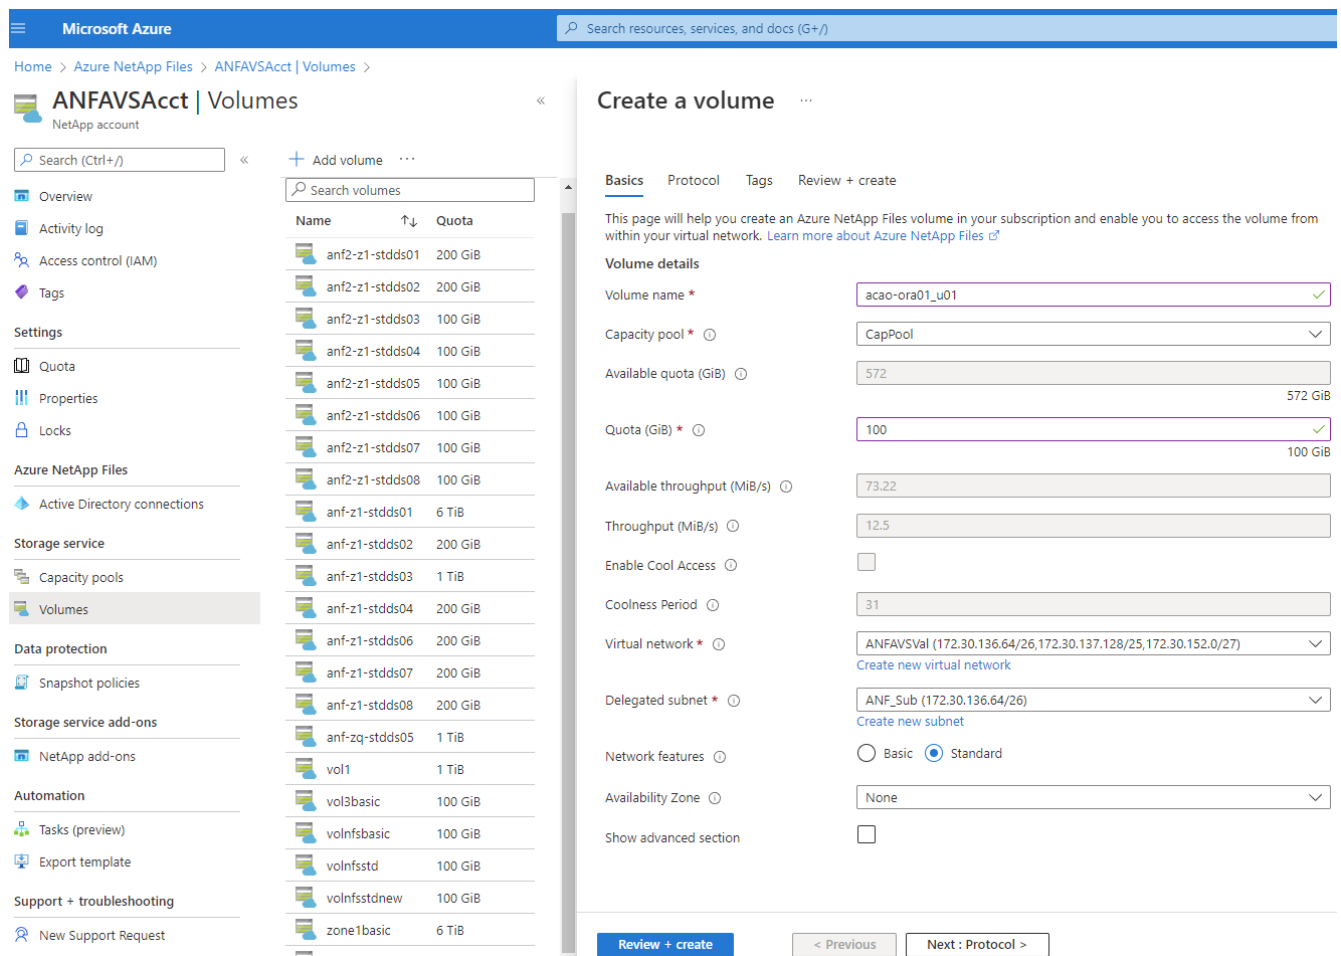 Microsoft Azure
Search resources, services, and docs (G+/)
Home > Azure NetApp Files > ANFAVSAcct | Volumes >
ANFAVSAcct | Volumes
NetApp account
Search (Ctrl+/)
Overview
Activity log
Access control (IAM)
Tags
Settings
Quota
Properties
Locks
Azure NetApp Files
Active Directory connections
Storage service
Capacity pools
Volumes
Data protection
Snapshot policies
Storage service add-ons
NetApp add-ons
Automation
Tasks (preview)
Export template
Support + troubleshooting
New Support Request
Add volume
Search volumes
Name Quota
anf2-z1-stdds01 200 GiB
anf2-z1-stdds02 200 GiB
anf2-z1-stdds03 100 GiB
anf2-z1-stdds04 100 GiB
anf2-z1-stdds05 100 GiB
anf2-z1-stdds06 100 GiB
anf2-z1-stdds07 100 GiB
anf2-z1-stdds08 100 GiB
anf-z1-stdds01 6 TiB
anf-z1-stdds02 200 GiB
anf-z1-stdds03 1 TiB
anf-z1-stdds04 200 GiB
anf-z1-stdds06 200 GiB
anf-z1-stdds07 200 GiB
anf-z1-stdds08 200 GiB
anf-zq-stdds05 1 TiB
vol1 1 TiB
vol3basic 100 GiB
volnfsbasic 100 GiB
volnfsstd 100 GiB
volnfsstdnew 100 GiB
zone1basic 6 TiB
Create a volume ...
Basics Protocol Tags Review + create
This page will help you create an Azure NetApp Files volume in your subscription and enable you to access the volume from
within your virtual network. Learn more about Azure NetApp Files
Volume details
Volume name * acao-ora01_u01
Capacity pool * CapPool
Available quota (GiB) 572
572 GiB
Quota (GiB) * 100
100 GiB
Available throughput (MiB/s) 73.22
Throughput (MiB/s) 12.5
Enable Cool Access
Coolness Period 31
Virtual network * ANFAVSVal (172.30.136.64/26,172.30.137.128/25,172.30.152.0/27)
Create new virtual network
Delegated subnet * ANF_Sub (172.30.136.64/26)
Create new subnet
Network features Basic Standard
Availability Zone None
Show advanced section
Review + create < Previous Next : Protocol >